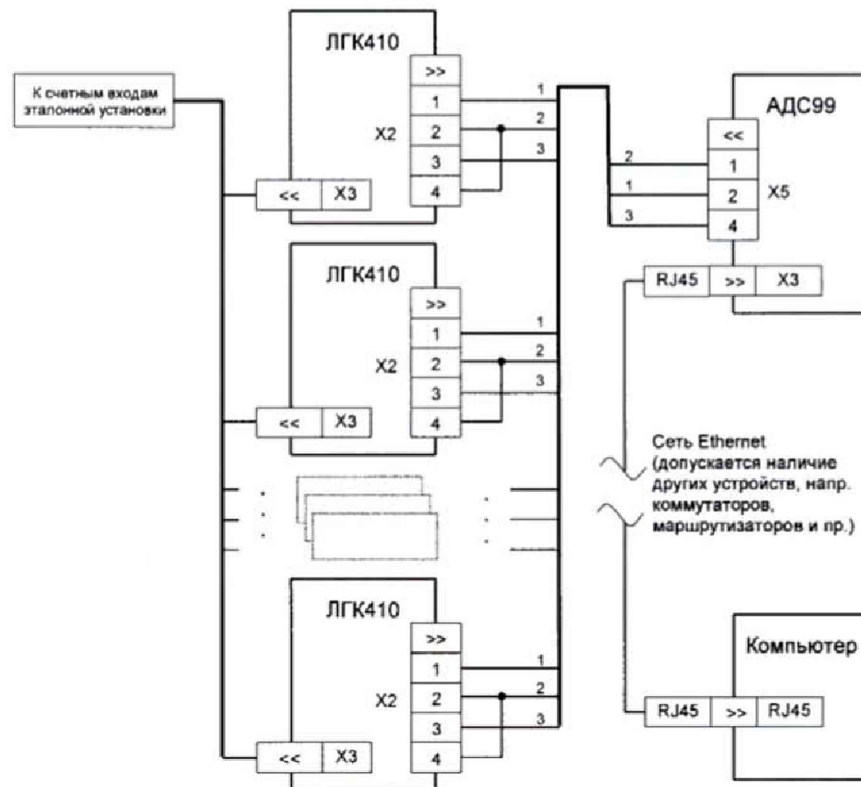 К счетным входам
эталонной установки
ЛГК410
>>
1
X2
2
3
4
<<
X3
1
2
3
ЛГК410
>>
1
X2
2
3
4
<<
X3
1
2
3
ЛГК410
>>
1
X2
2
3
4
<<
X3
1
2
3
АДС99
<<
2
1
1
2
X5
3
4
RJ45
>>
X3
Сеть Ethernet
(допускается наличие
других устройств, напр.
коммутаторов,
маршрутизаторов и пр.)
Компьютер
RJ45
>>
RJ45